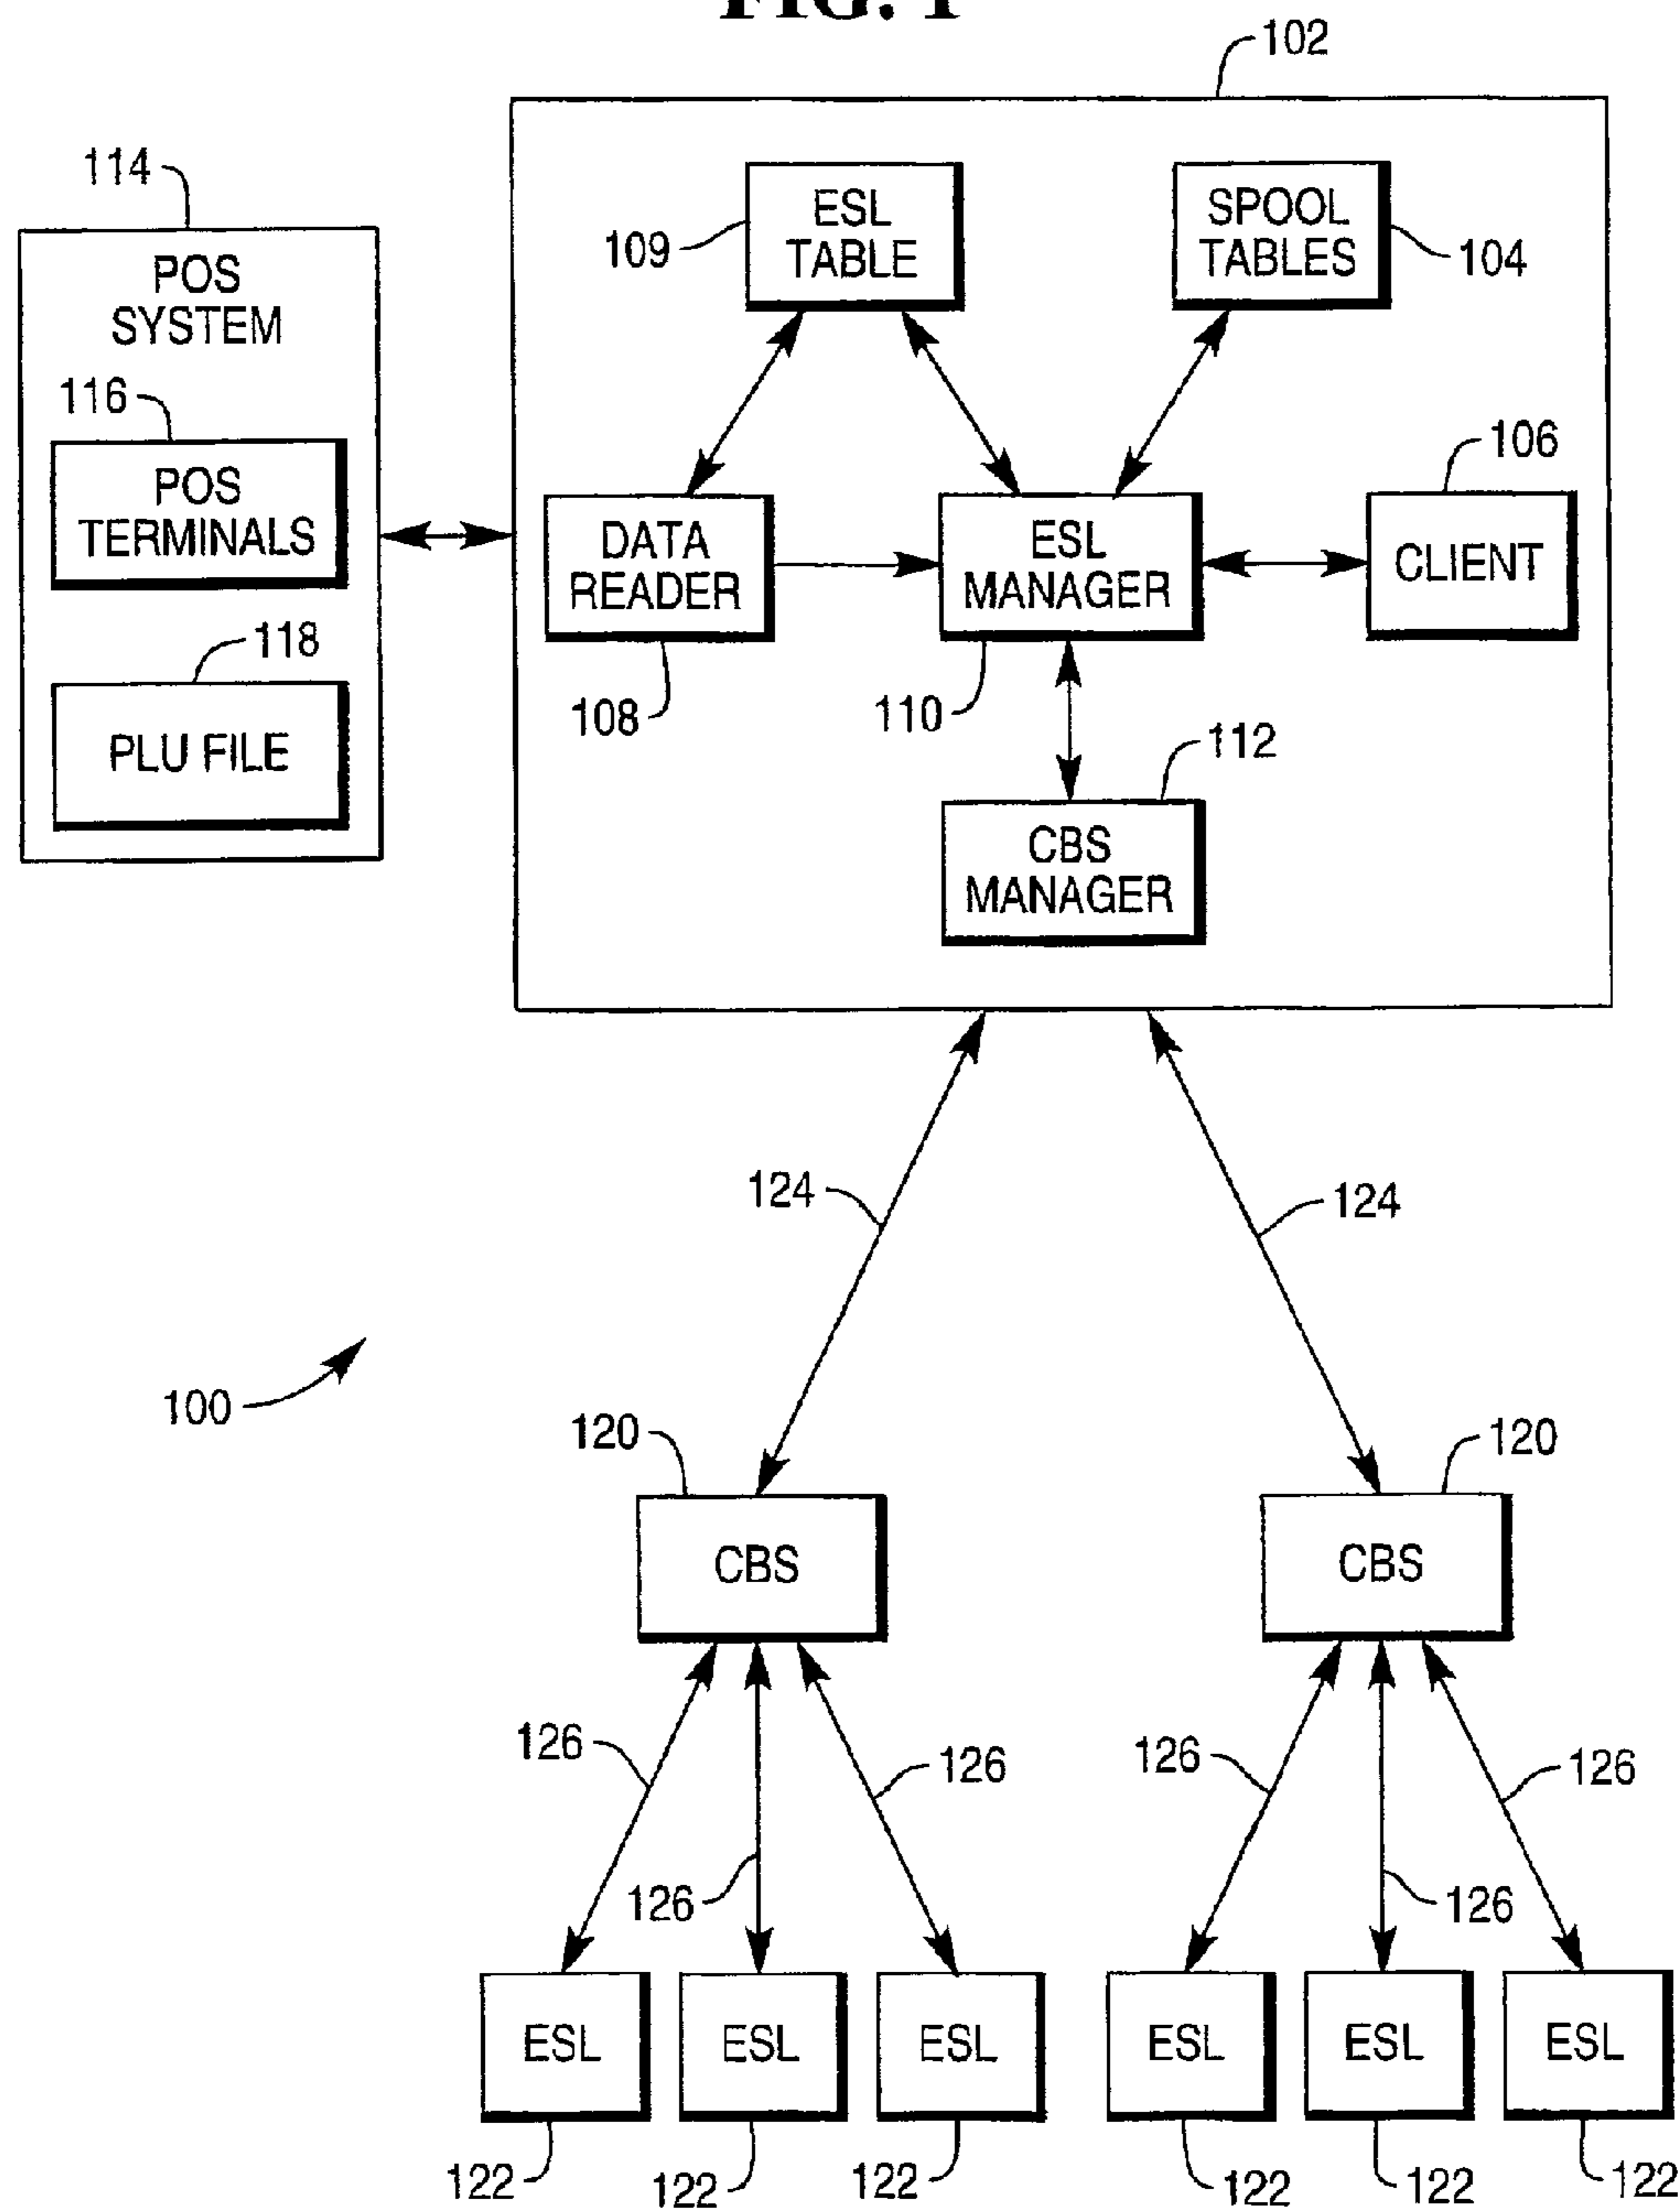 FIG. 1
102
114
POS
SYSTEM
ESL
TABLE
109
SPOOL
TABLES
104
116
POS
TERMINALS
106
DATA
READER
ESL
MANAGER
CLIENT
118
PLU FILE
108
110
112
CBS
MANAGER
124
124
100
120
120
CBS
CBS
126
126
126
126
126
126
ESL
ESL
ESL
ESL
ESL
ESL
122
122
122
122
122
122